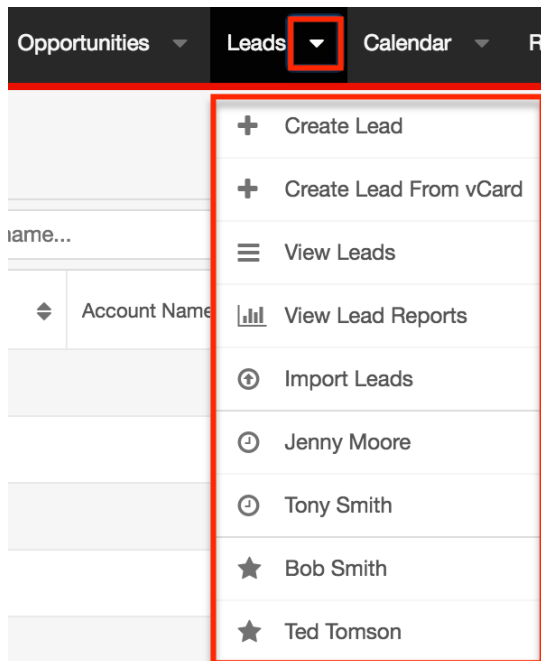 Opportunities Leads Calendar R
Create Lead
Create Lead From vCard
name...
View Leads
Account Name
View Lead Reports
Import Leads
Jenny Moore
Tony Smith
Bob Smith
Ted Tomson